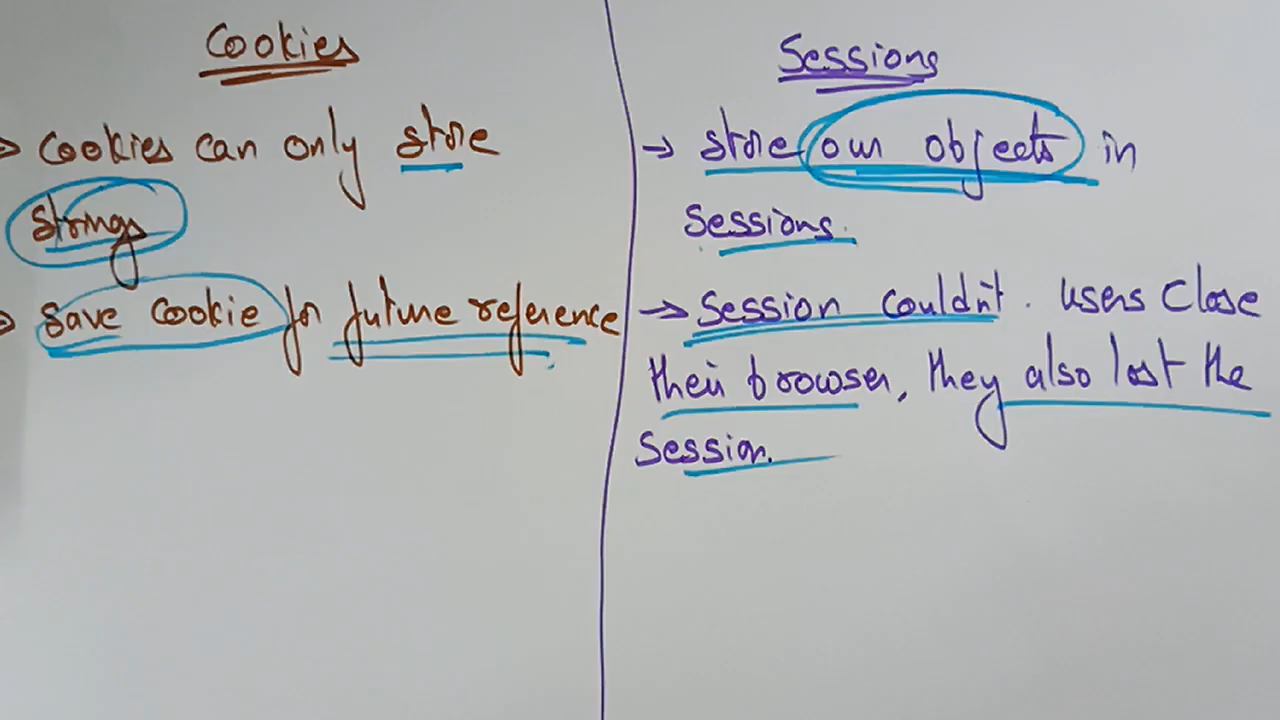 Cookies
→ Cookies can only store
strings
→ save cookie for future reference
Sessions
→ store our objects in
sessions.
→ Session couldn't. users close
their browser, they also lost the
session.